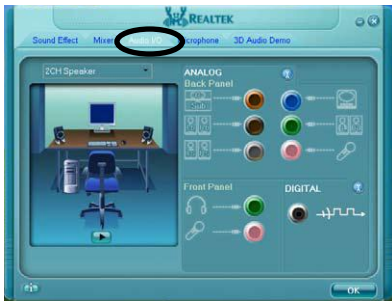 REALTEK
Sound Effect Mixer Audio I/O Microphone 3D Audio Demo
2CH Speaker
ANALOG
Back Panel
Front Panel
DIGITAL
OK